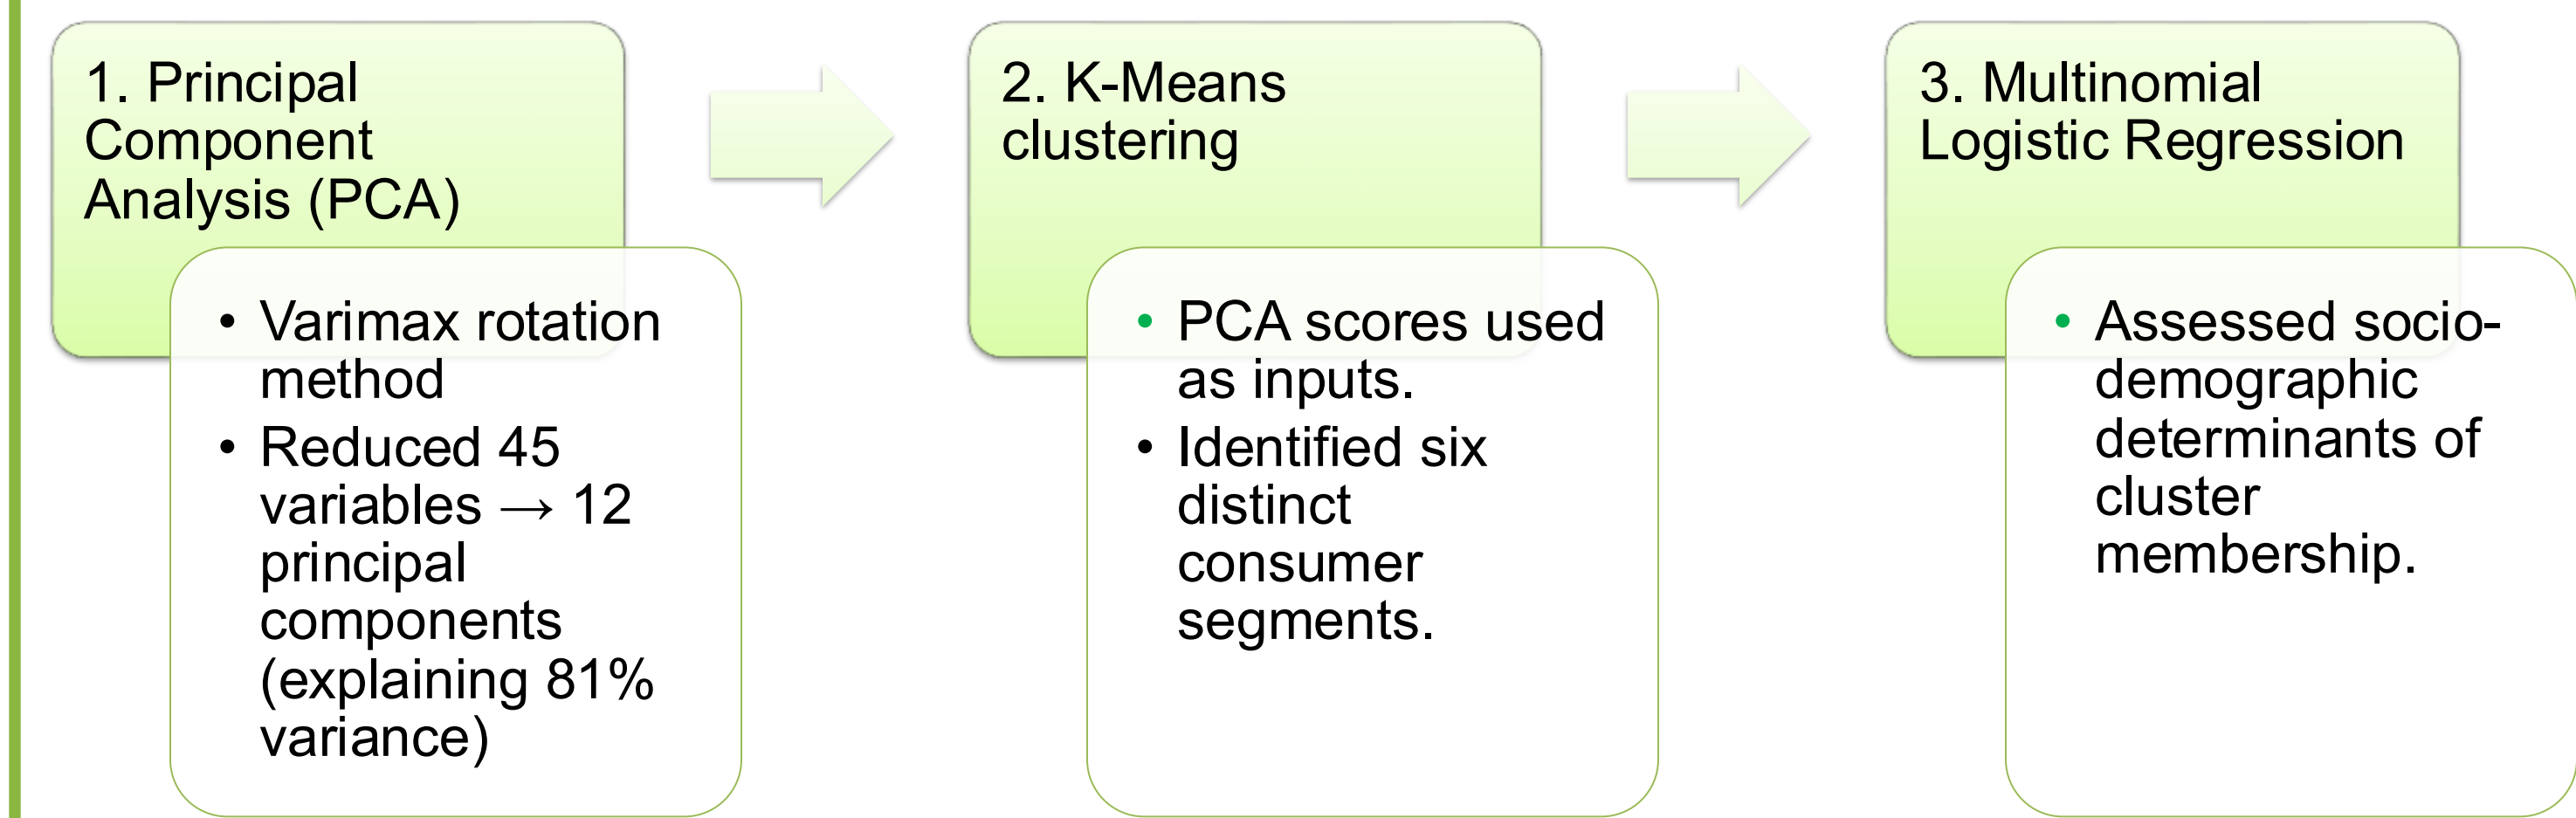 1. Principal
Component
Analysis (PCA)
• Varimax rotation
method
• Reduced 45
variables → 12
principal
components
(explaining 81%
variance)
2. K-Means
clustering
• PCA scores used
as inputs.
• Identified six
distinct
consumer
segments.
3. Multinomial
Logistic Regression
• Assessed socio-
demographic
determinants of
cluster
membership.